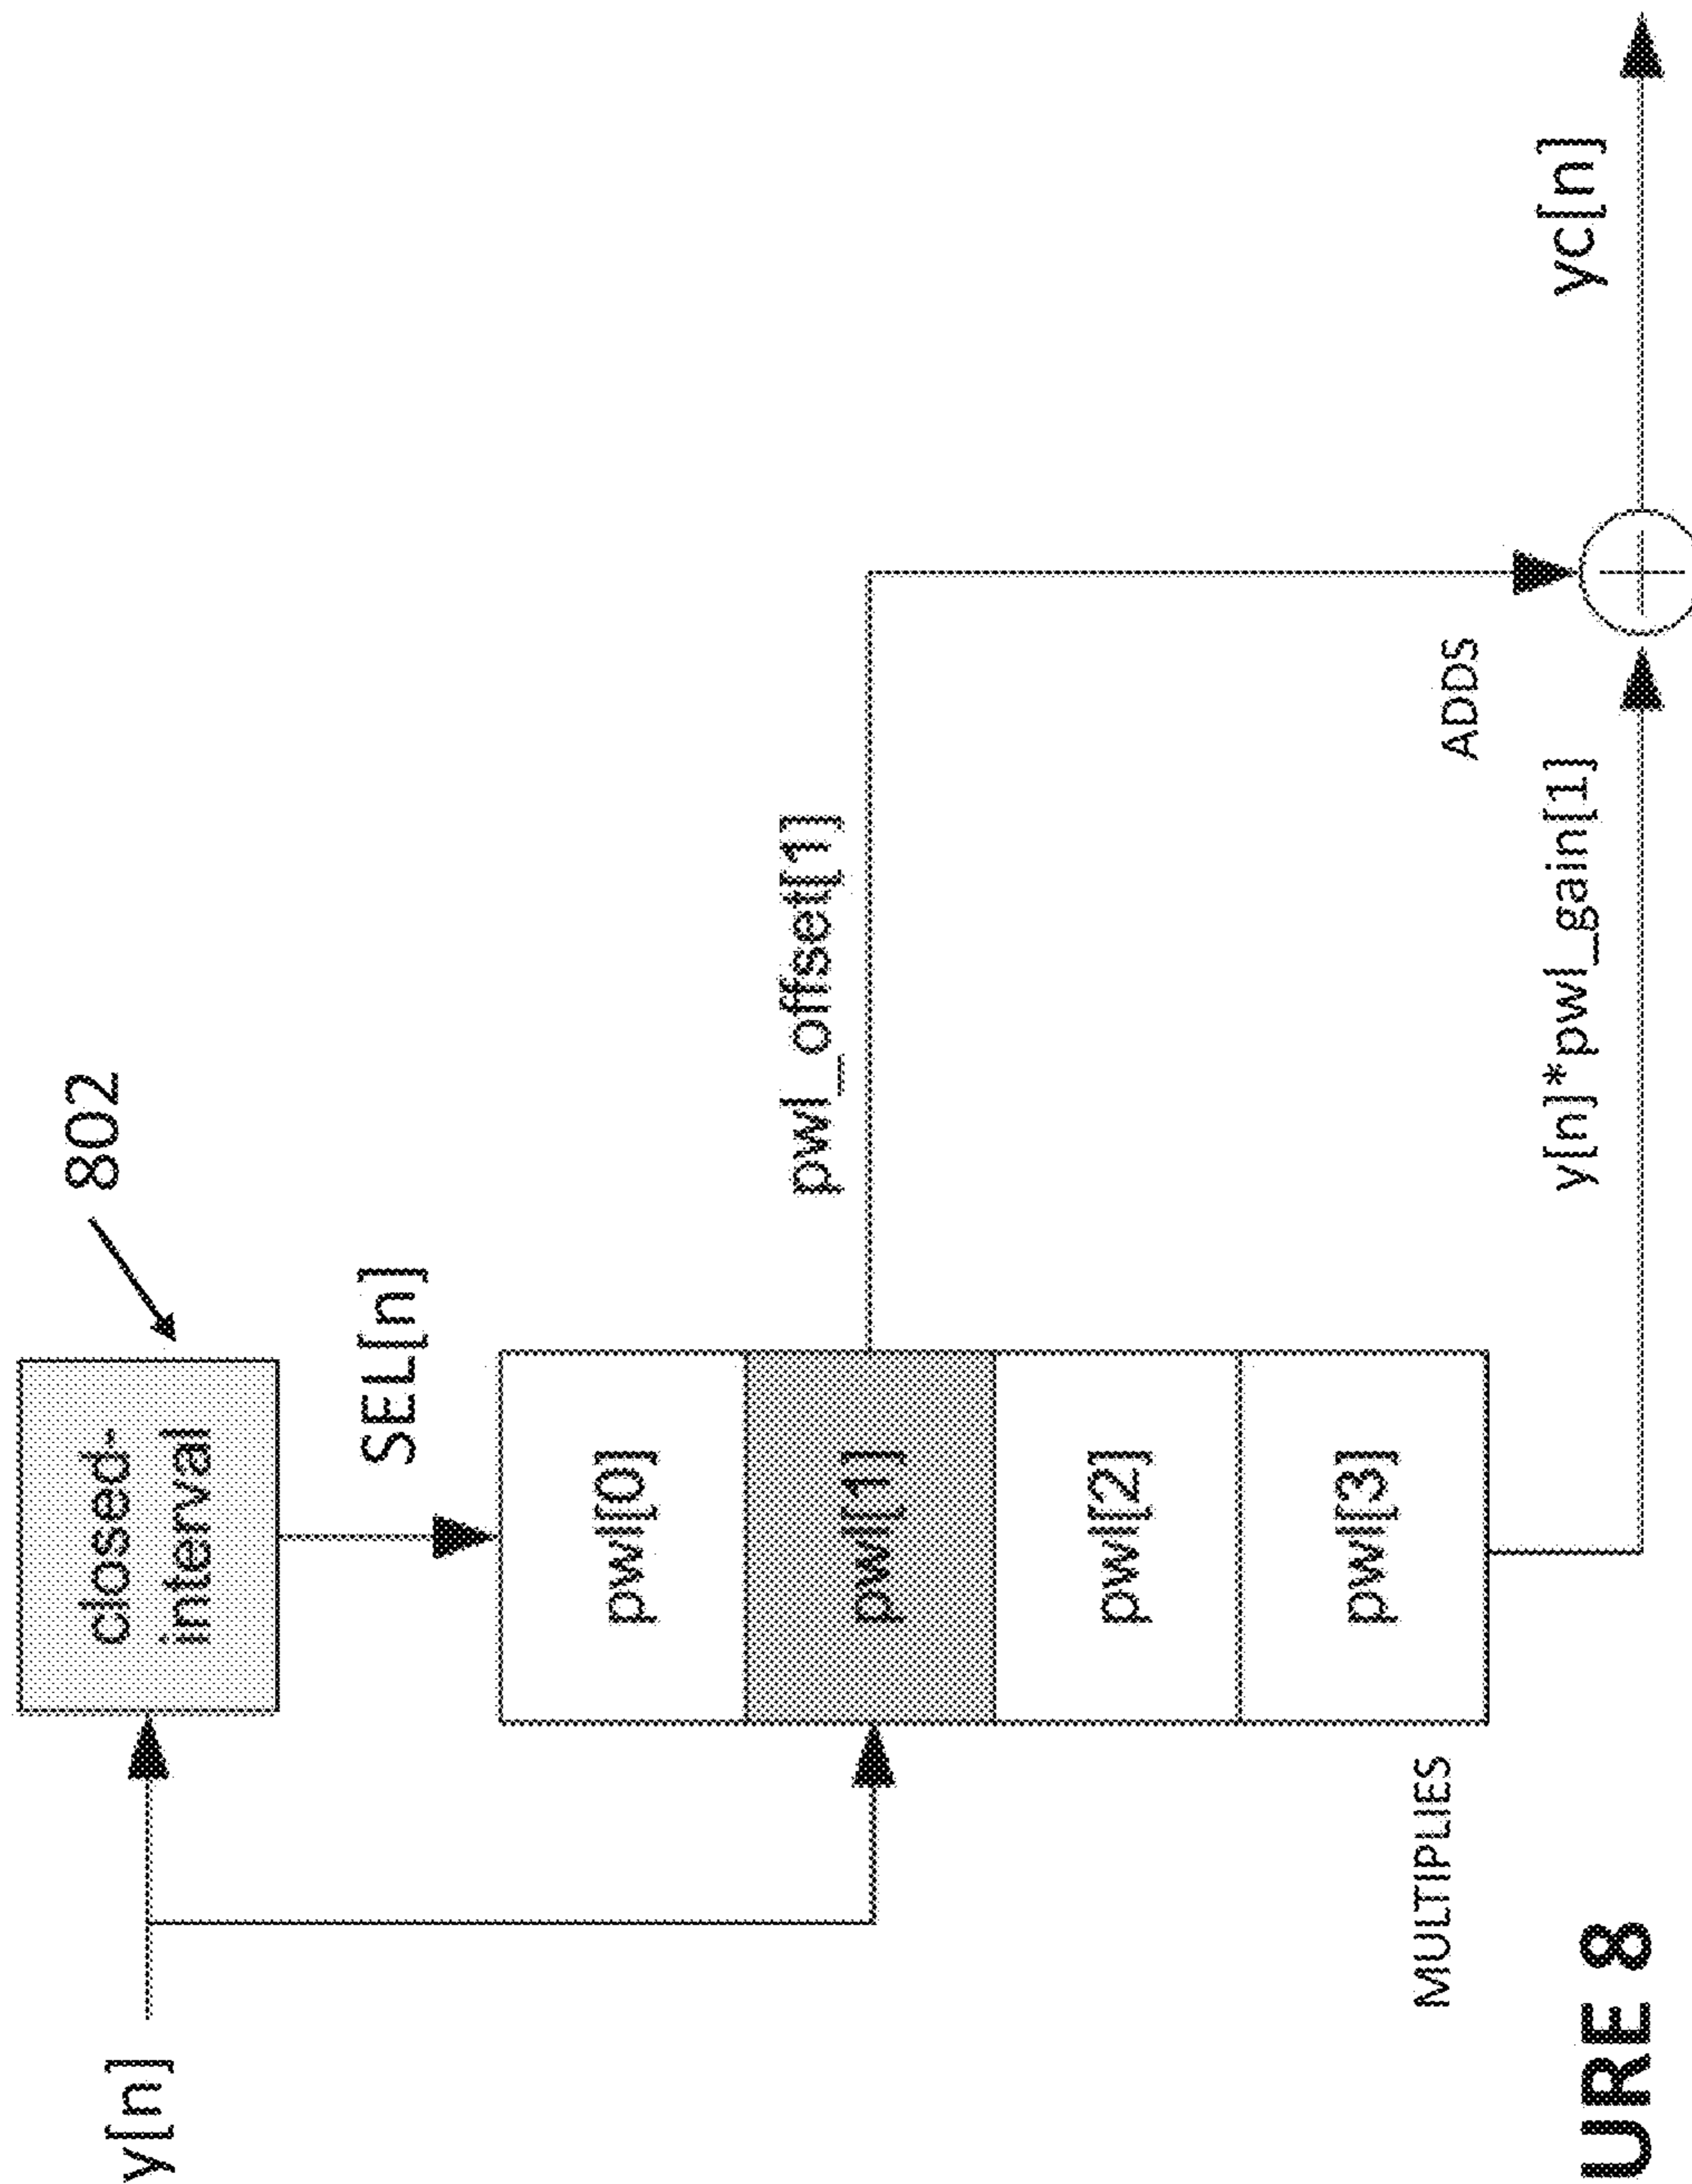 y[n]
closed-
interval
802
SEL[n]
pwl[0]
pwl[1]
pwl[2]
pwl[3]
pwl_offset[1]
MULTIPLIES
ADDS
y[n]*pwl_gain[1]
yc[n]
URE 8